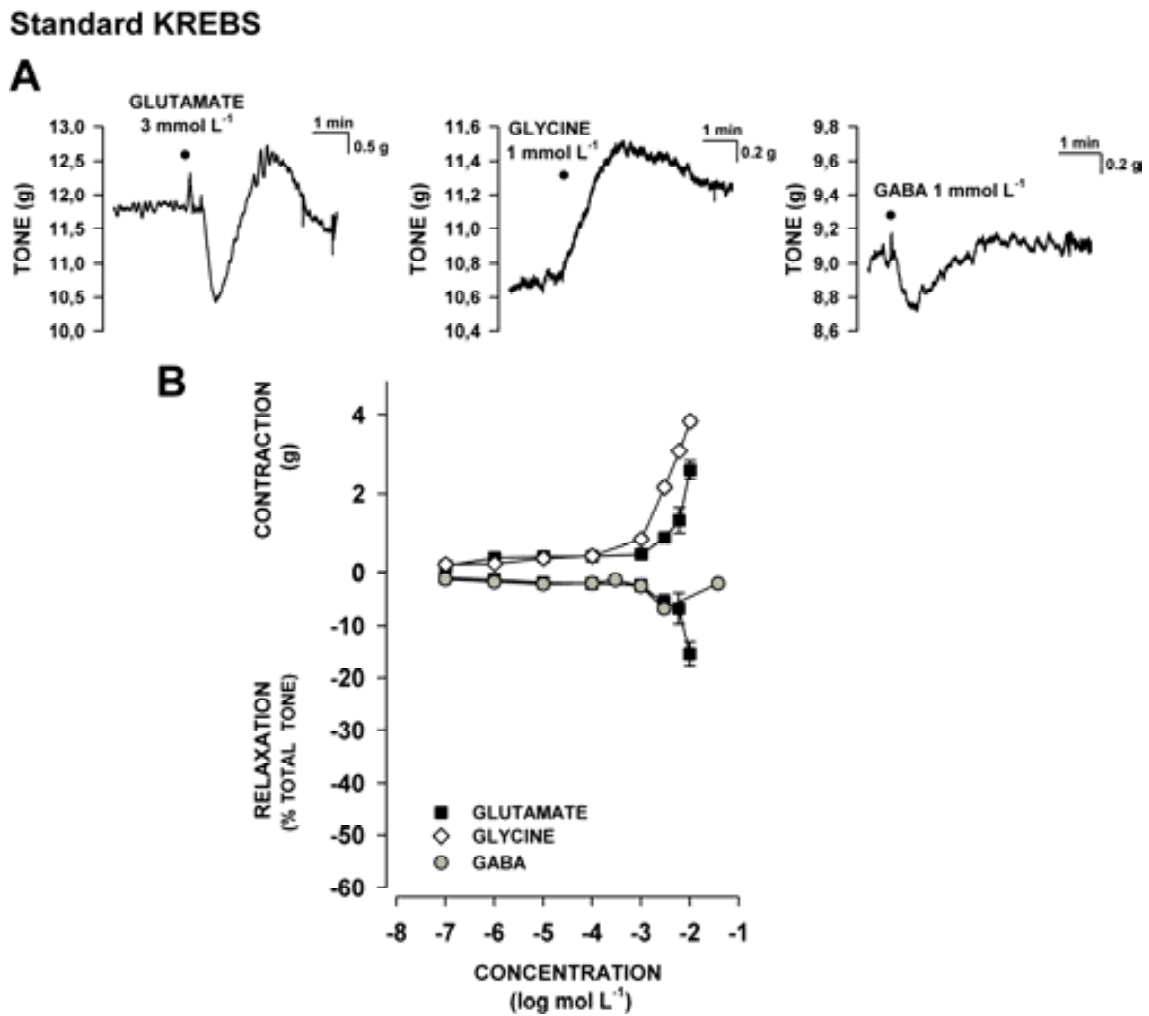 Standard KREBS
A
GLUTAMATE
3 mmol L⁻¹
1 min
0.5 g
13,0
12,5
12,0
11,5
11,0
10,5
10,0
TONE (g)
GLYCINE
1 mmol L⁻¹
1 min
0.2 g
11,6
11,4
11,2
11,0
10,8
10,6
10,4
TONE (g)
GABA 1 mmol L⁻¹
1 min
0.2 g
9,8
9,6
9,4
9,2
9,0
8,8
8,6
TONE (g)
B
CONTRACTION
(g)
4
2
0
-10
-20
-30
-40
-50
-60
RELAXATION
(% TOTAL TONE)
GLUTAMATE
GLYCINE
GABA
-8 -7 -6 -5 -4 -3 -2 -1
CONCENTRATION
(log mol L⁻¹)